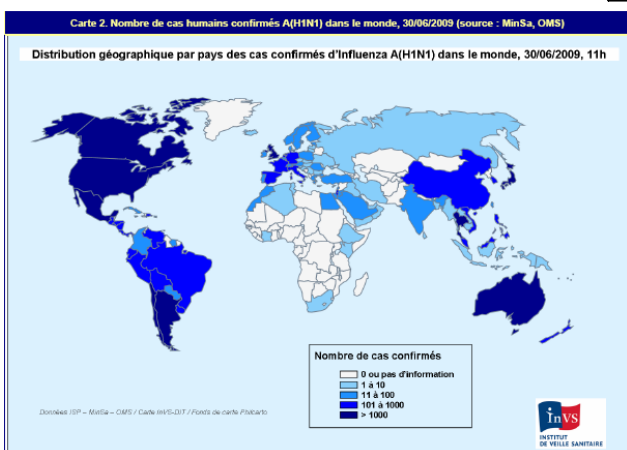 Carte 2. Nombre de cas humains confirmés A(H1N1) dans le monde, 30/06/2009 (source : MinSa, OMS)
Distribution géographique par pays des cas confirmés d'Influenza A(H1N1) dans le monde, 30/06/2009, 11h
Nombre de cas confirmés
0 ou pas d'information
1 à 10
11 à 100
101 à 1000
> 1000
Données ISP – MinSa – OMS / Carte InVS-DIT / Fonds de carte Philcarto
InVS
INSTITUT
DE VEILLE SANITAIRE